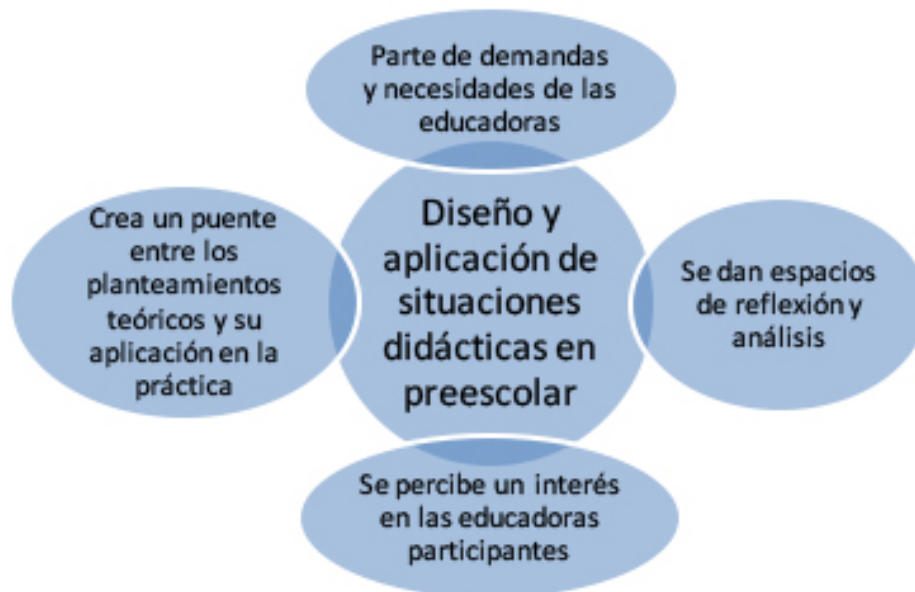 Parte de demandas
y necesidades de las
educadoras
Crea un puente
entre los
planteamientos
teóricos y su
aplicación en la
práctica
Diseño y
aplicación de
situaciones
didácticas en
preescolar
Se dan espacios
de reflexión y
análisis
Se percibe un interés
en las educadoras
participantes